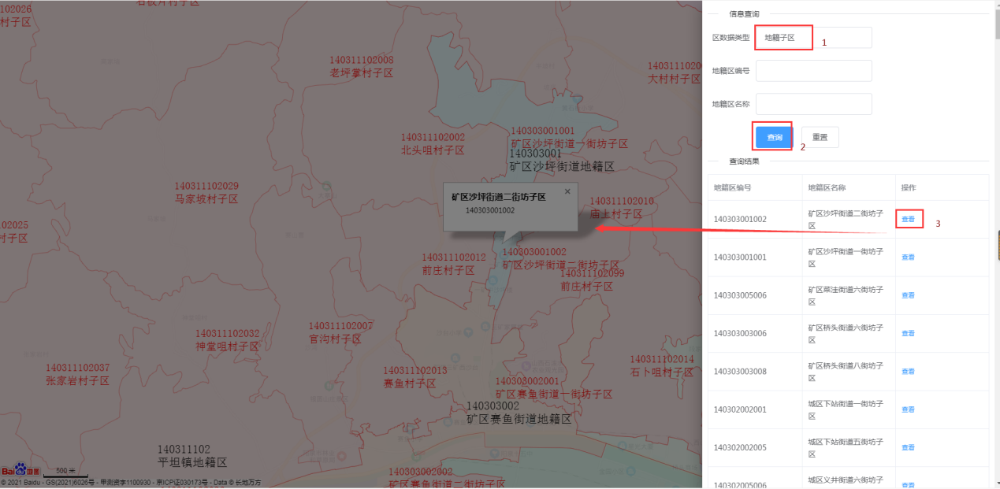 102026
村子区
石板片村子区
140311102008
老坪掌村子区
大村村子区
140311102002
北头咀村子区
140303001001
矿区沙坪街道一街坊子区
140303001
矿区沙坪街道地籍区
140311102029
马家坡村子区
矿区沙坪街道二街坊子区
140303001002
140311102010
庙上村子区
02025
村子区
140303001002
矿区沙坪街道二街坊子区
140311102012
前庄村子区
140311102099
前庄村子区
140311102007
官沟村子区
140311102032
神堂咀村子区
140311102037
张家岩村子区
140311102013
赛鱼村子区
140311102014
石卜咀村子区
140303002001
矿区赛鱼街道一街坊子区
140303002
矿区赛鱼街道地籍区
140311102
平坦镇地籍区
140303002002
矿区赛鱼街道二街坊子区
Bai 地图
500 米
© 2021 Baidu - GS(2021)6026号 - 甲测资字1100930 - 京ICP证030173号 - Data © 长地万方
信息查询
区数据类型 地籍子区 1
地籍区编号
地籍区名称
查询 重置
2
查询结果
地籍区编号 地籍区名称 操作
140303001002 矿区沙坪街道二街坊子区 查看 3
140303001001 矿区沙坪街道一街坊子区 查看
140303005006 矿区菜洼街道六街坊子区 查看
140303003006 矿区桥头街道六街坊子区 查看
140303003008 矿区桥头街道八街坊子区 查看
140302002001 城区下站街道一街坊子区 查看
140302002005 城区下站街道五街坊子区 查看
140302005006 城区义井街道六街坊子 查看